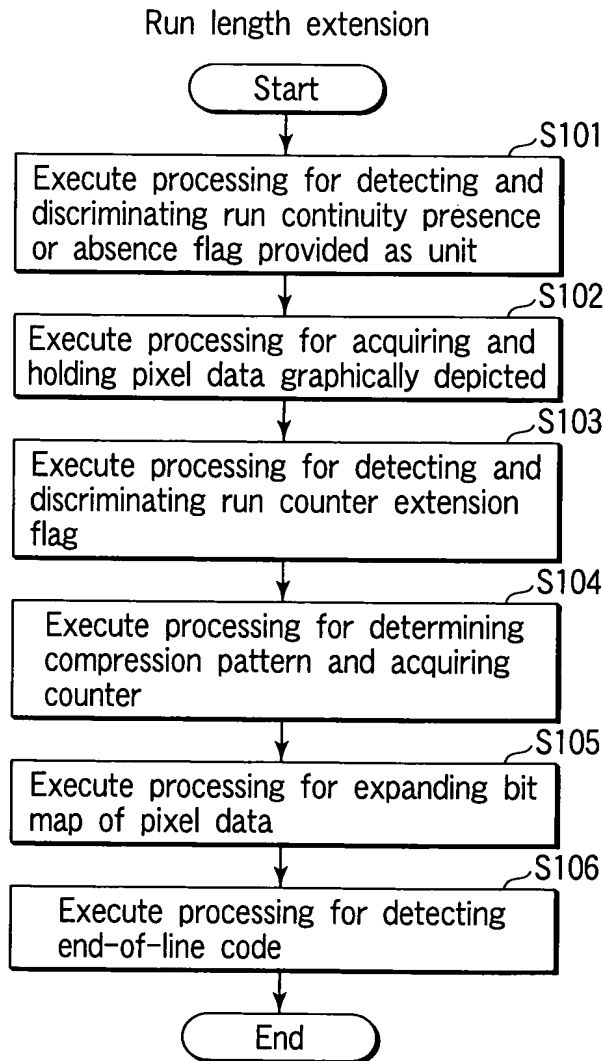 Run length extension
Start
S101
Execute processing for detecting and
discriminating run continuity presence
or absence flag provided as unit
S102
Execute processing for acquiring and
holding pixel data graphically depicted
S103
Execute processing for detecting and
discriminating run counter extension
flag
S104
Execute processing for determining
compression pattern and acquiring
counter
S105
Execute processing for expanding bit
map of pixel data
S106
Execute processing for detecting
end-of-line code
End